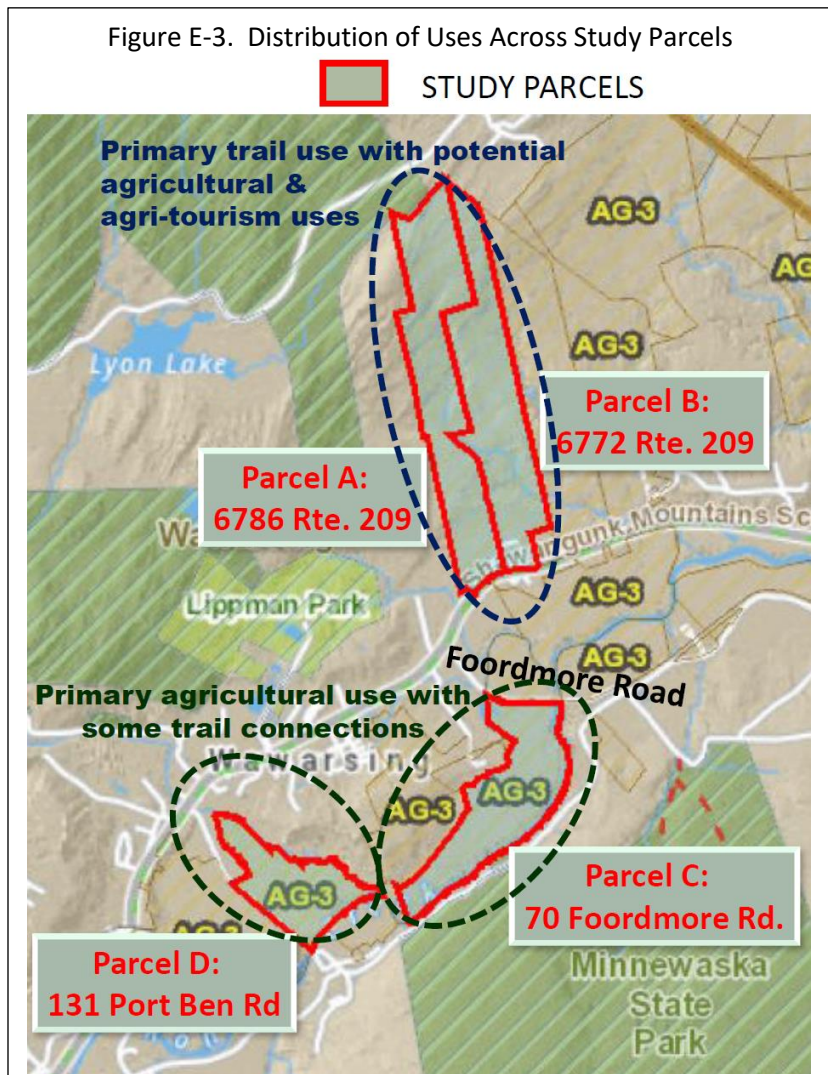 Figure E-3.  Distribution of Uses Across Study Parcels
STUDY PARCELS
Primary trail use with potential
agricultural &
agri-tourism uses
AG-3
AG
Lyon Lake
AG-3
Parcel B:
6772 Rte. 209
Parcel A:
6786 Rte. 209
Shawangunk Mountains Sc
Lippman Park
AG-3
AG-3
Foordmore Road
Primary agricultural use with
some trail connections
Wawarsing
AG-3
AG-3
AG-3
AG-3
Parcel C:
70 Foordmore Rd.
Parcel D:
131 Port Ben Rd
Minnewaska
State
Park